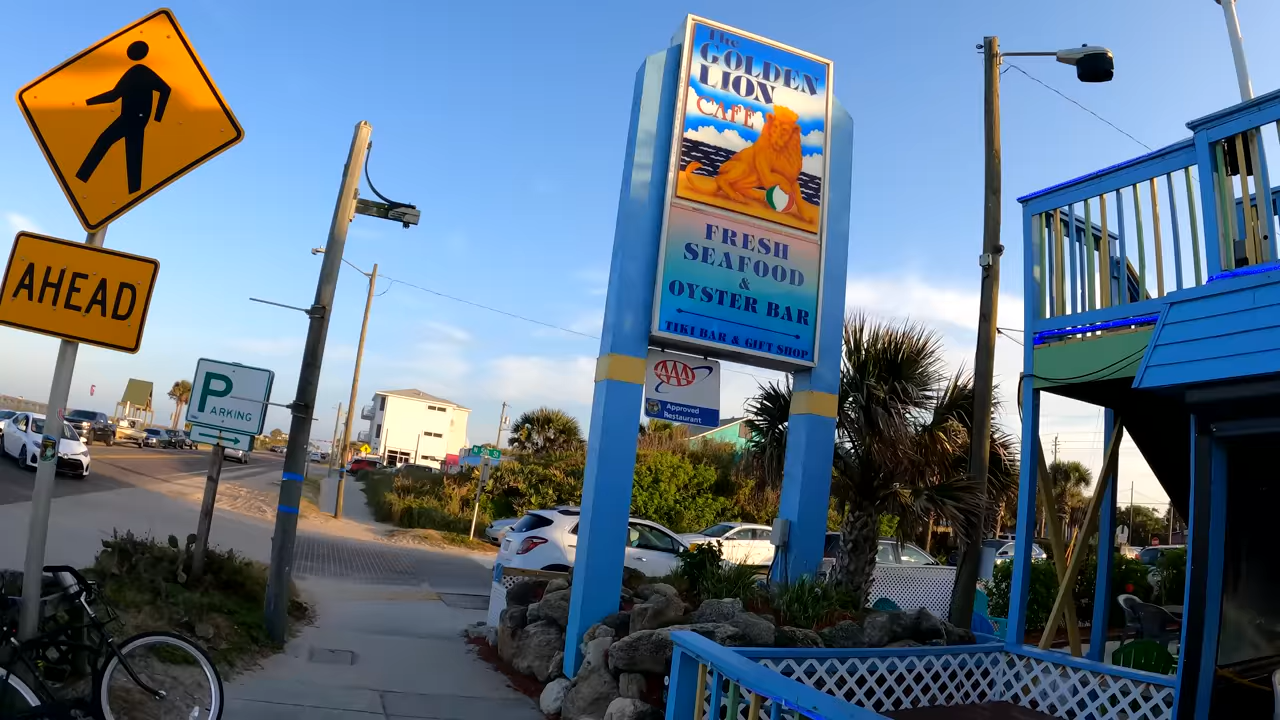 AHEAD
P
PARKING
The
GOLDEN
LION
CAFE
FRESH
SEAFOOD
&
OYSTER BAR
TIKI BAR & GIFT SHOP
AAA
Approved
Restaurant